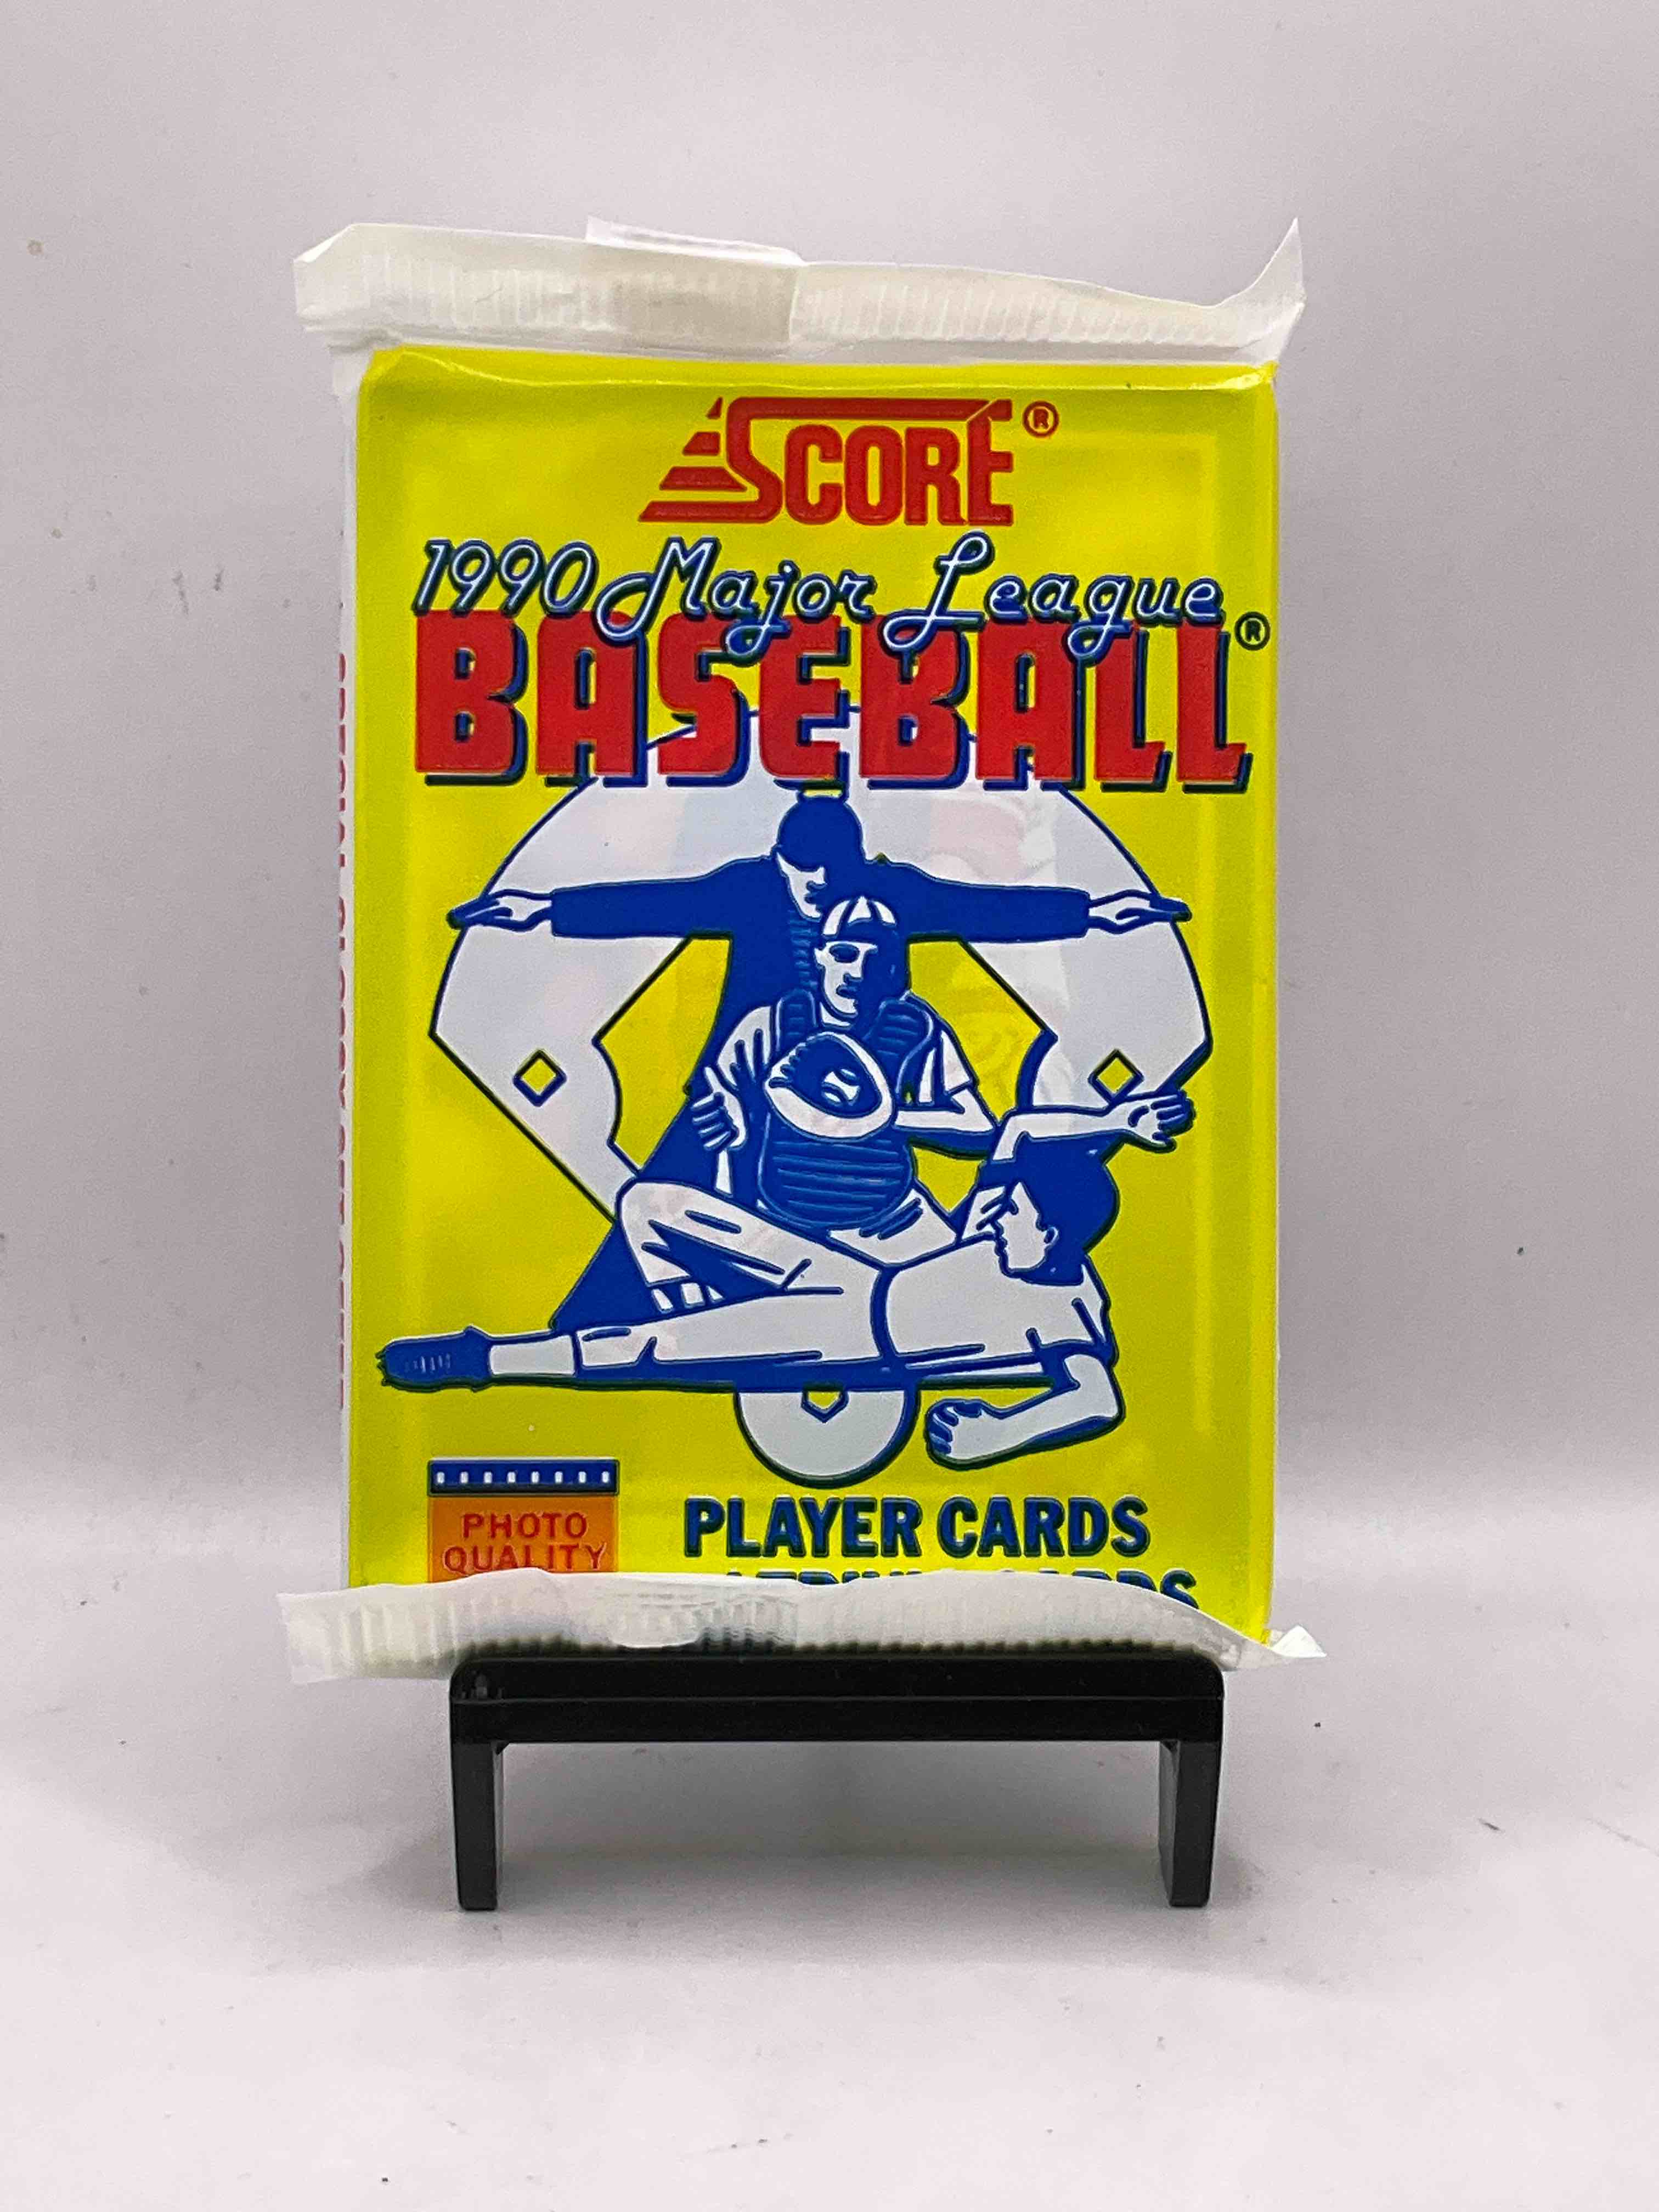 SCORE®
1990 Major League
BASEBALL®
PHOTO
QUALITY
PLAYER CARDS